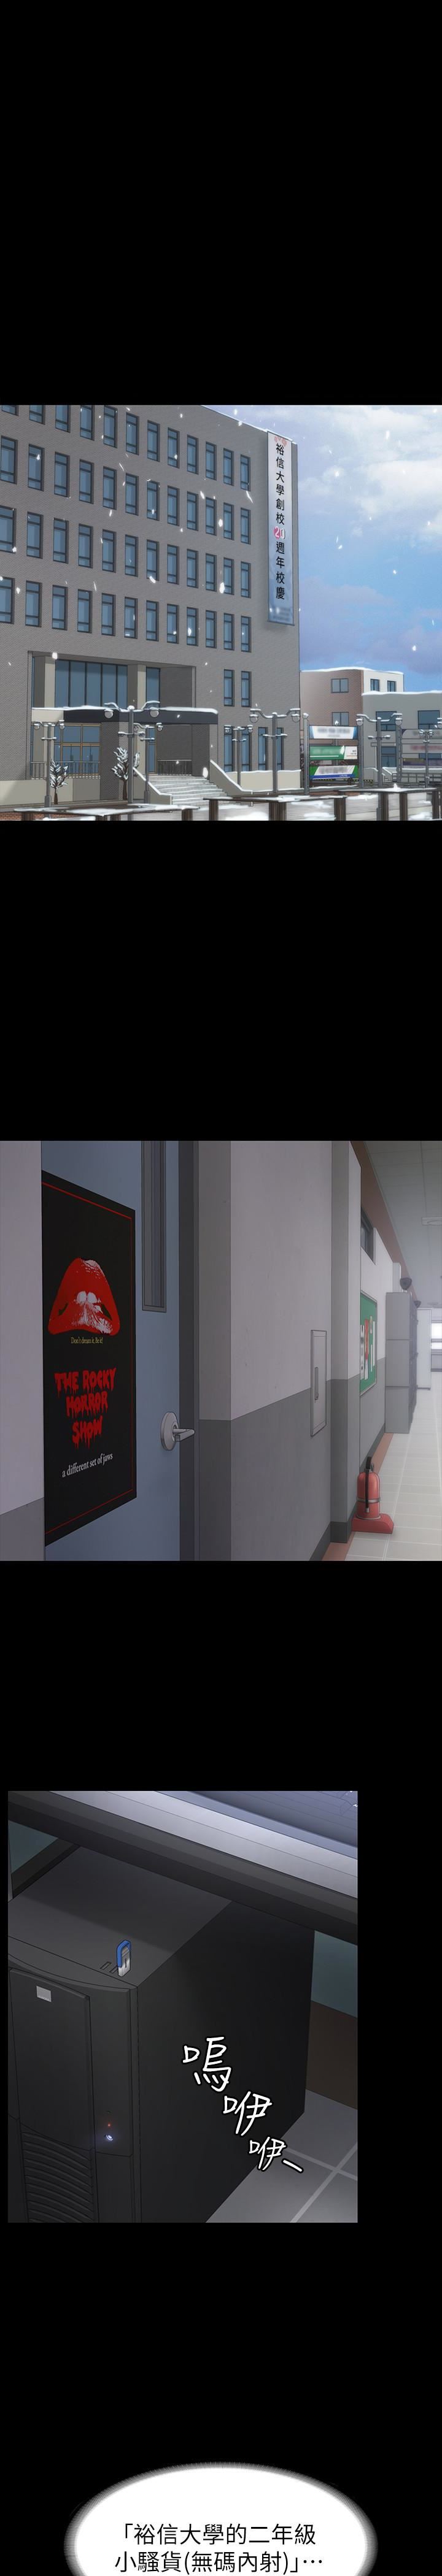 裕信大學創校20週年校慶
Don't dream it, Be it!
THE ROCKY
HORROR
SHOW
a different set of jaws
嗚
咿
咿
「裕信大學的二年級
小騷貨(無碼內射)」…